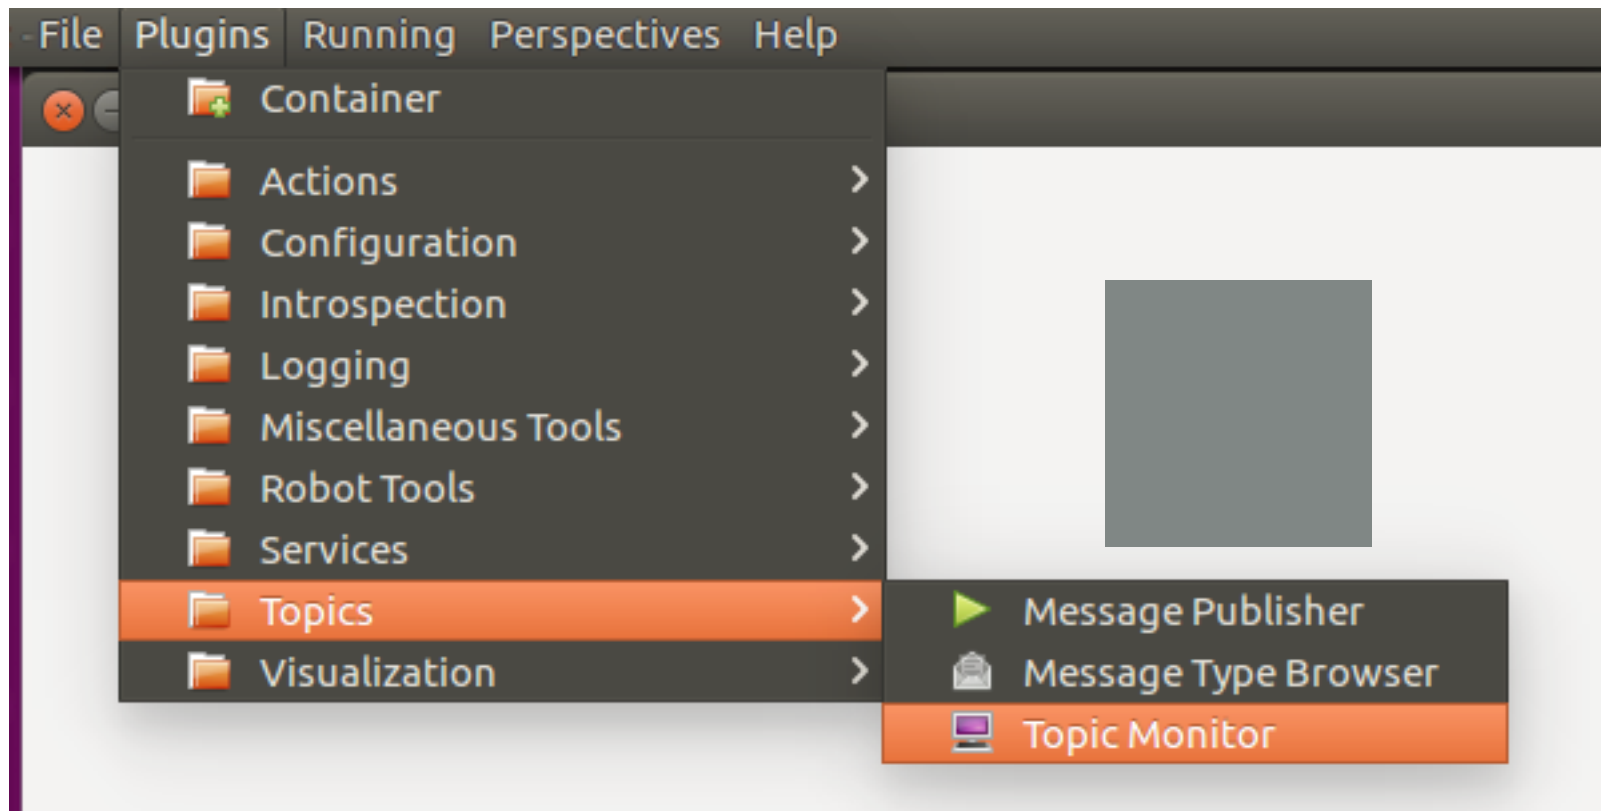 File Plugins Running Perspectives Help
Container
Actions
Configuration
Introspection
Logging
Miscellaneous Tools
Robot Tools
Services
Topics
Visualization
Message Publisher
Message Type Browser
Topic Monitor